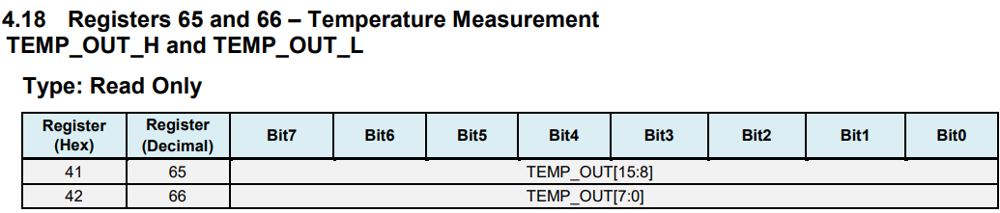 4.18 Registers 65 and 66 – Temperature Measurement
TEMP_OUT_H and TEMP_OUT_L
Type: Read Only
Register (Hex) Register (Decimal) Bit7 Bit6 Bit5 Bit4 Bit3 Bit2 Bit1 Bit0
41 65 TEMP_OUT[15:8]
42 66 TEMP_OUT[7:0]